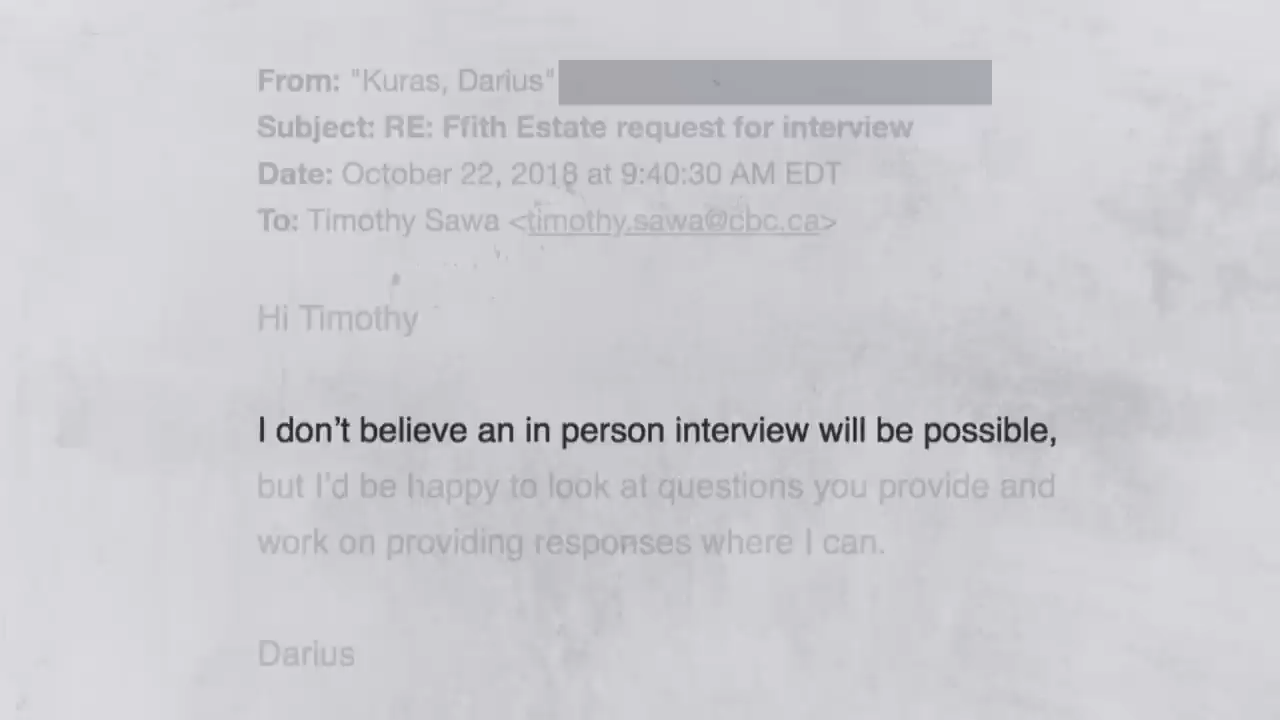 From: "Kuras, Darius"
Subject: RE: Ffith Estate request for interview
Date: October 22, 2018 at 9:40:30 AM EDT
To: Timothy Sawa <timothy.sawa@cbc.ca>
Hi Timothy
I don't believe an in person interview will be possible,
but I'd be happy to look at questions you provide and
work on providing responses where I can.
Darius